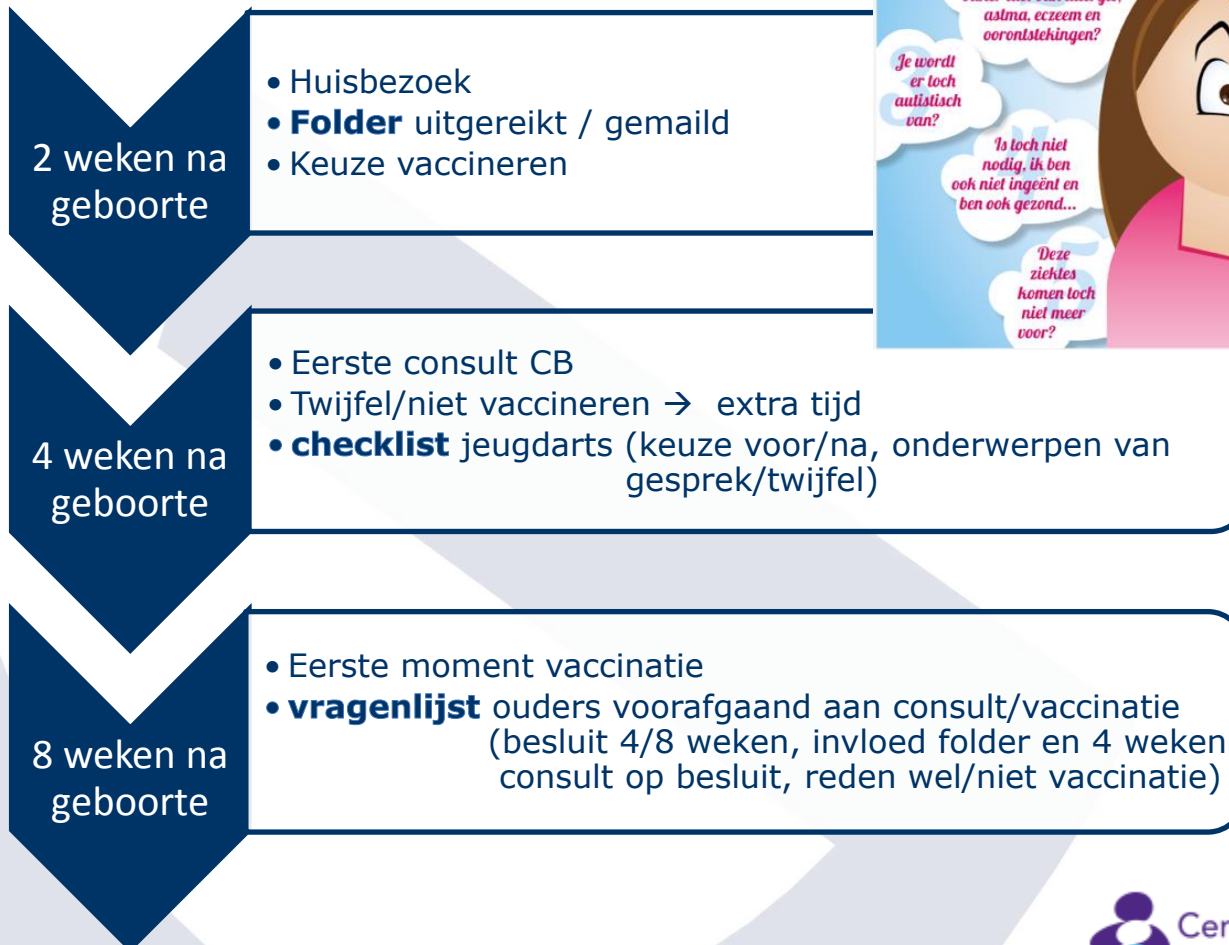 2 weken na
geboorte
• Huisbezoek
• Folder uitgereikt / gemaild
• Keuze vaccineren
astma, eczeem en
oorontstekingen?
3
Je wordt
er toch
autistisch
van?
4
Is toch niet
nodig, ik ben
ook niet ingeënt en
ben ook gezond...
5
Deze
ziektes
komen toch
niet meer
voor?
4 weken na
geboorte
• Eerste consult CB
• Twijfel/niet vaccineren → extra tijd
• checklist jeugdarts (keuze voor/na, onderwerpen van
gesprek/twijfel)
8 weken na
geboorte
• Eerste moment vaccinatie
• vragenlijst ouders voorafgaand aan consult/vaccinatie
(besluit 4/8 weken, invloed folder en 4 weken
consult op besluit, reden wel/niet vaccinatie)